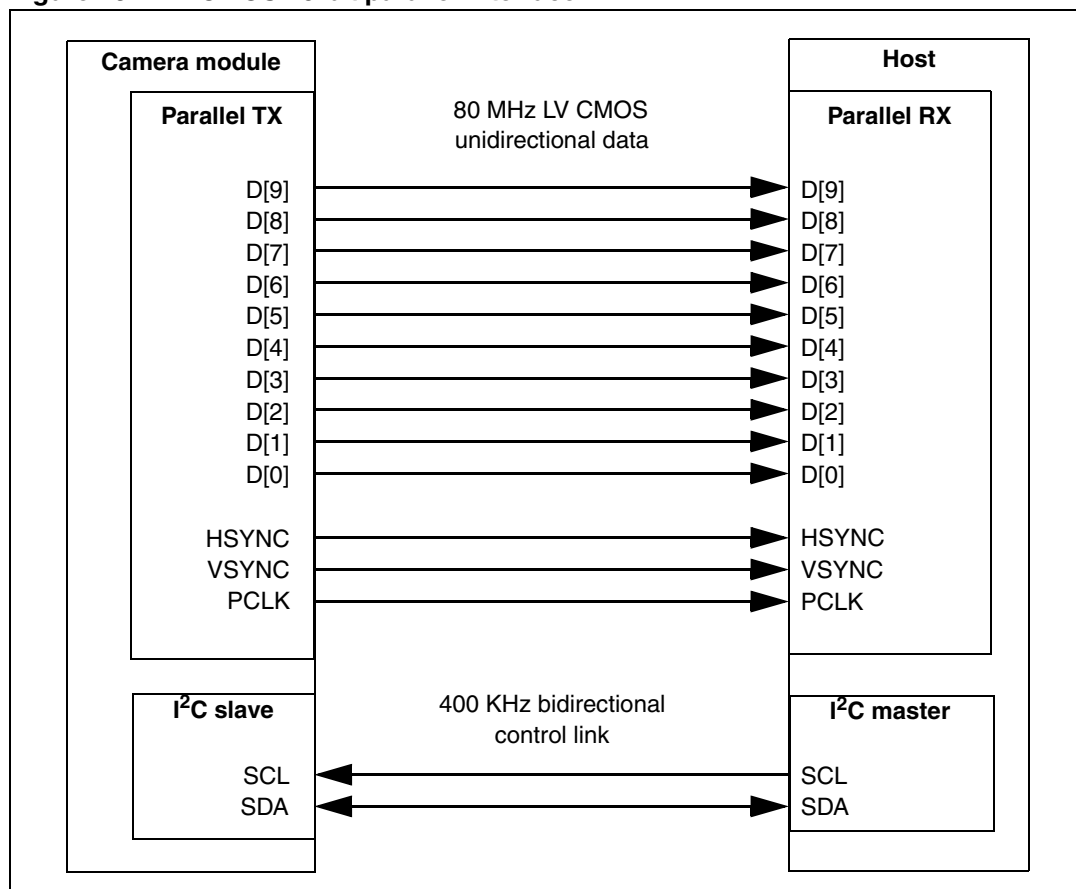 Camera module
Host
Parallel TX
80 MHz LV CMOS
unidirectional data
Parallel RX
D[9]
D[9]
D[8]
D[8]
D[7]
D[7]
D[6]
D[6]
D[5]
D[5]
D[4]
D[4]
D[3]
D[3]
D[2]
D[2]
D[1]
D[1]
D[0]
D[0]
HSYNC
HSYNC
VSYNC
VSYNC
PCLK
PCLK
I²C slave
400 KHz bidirectional
control link
I²C master
SCL
SCL
SDA
SDA